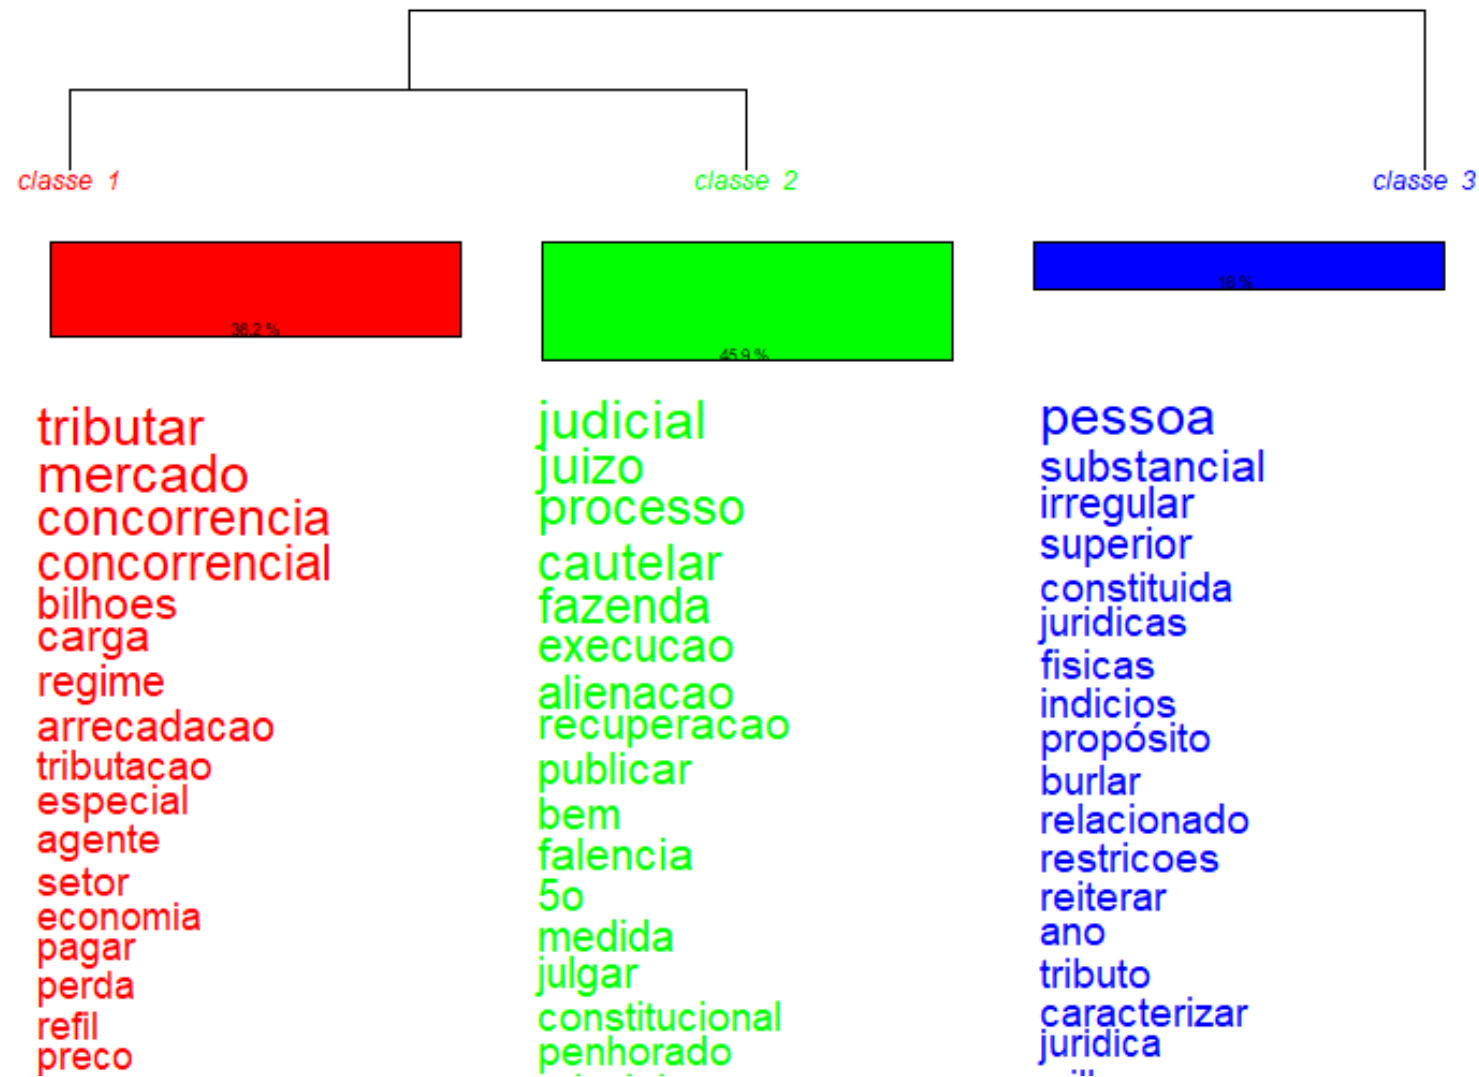 classe 1
classe 2
classe 3
36.2 %
45.9 %
18 %
tributar
mercado
concorrencia
concorrencial
bilhoes
carga
regime
arrecadacao
tributacao
especial
agente
setor
economia
pagar
perda
refil
preco
judicial
juizo
processo
cautelar
fazenda
execucao
alienacao
recuperacao
publicar
bem
falencia
5o
medida
julgar
constitucional
penhorado
pessoa
substancial
irregular
superior
constituida
juridicas
fisicas
indicios
propósito
burlar
relacionado
restricoes
reiterar
ano
tributo
caracterizar
juridica